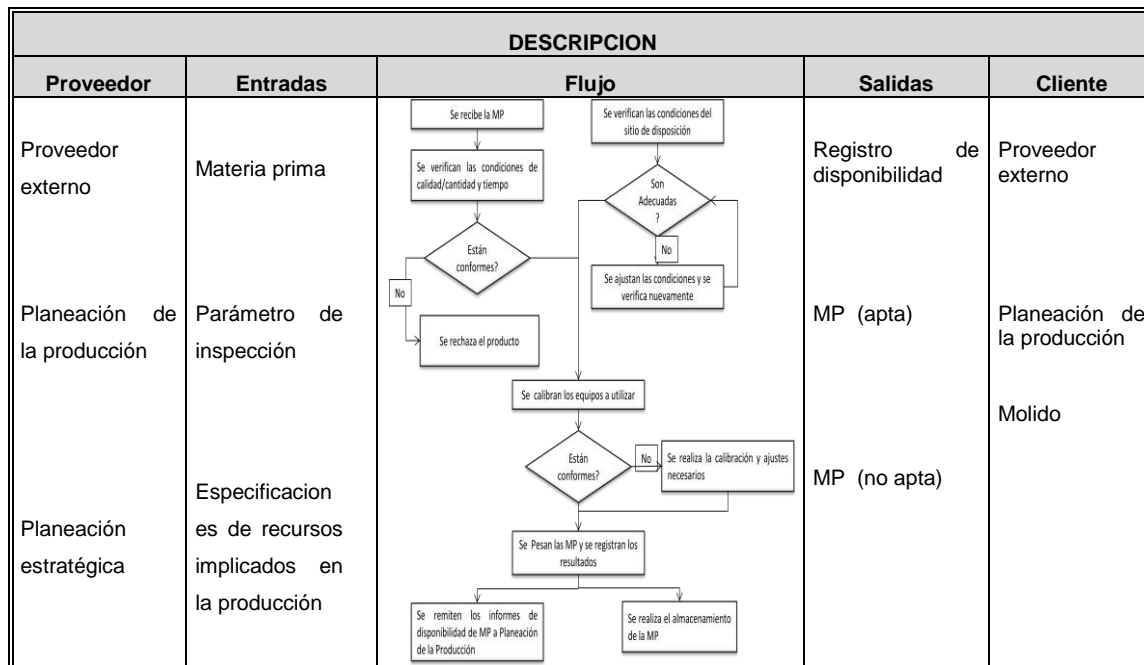 DESCRIPCION
Proveedor
Entradas
Flujo
Salidas
Cliente
Proveedor
externo
Planeación de
la producción
Planeación
estratégica
Materia prima
Parámetro de
inspección
Especificacion
es de recursos
implicados en
la producción
Se recibe la MP
Se verifican las condiciones de
calidad/cantidad y tiempo
Están
conformes?
No
Se rechaza el producto
Se verifican las condiciones del
sitio de disposición
Son
Adecuadas
?
No
Se ajustan las condiciones y se
verifica nuevamente
Se calibran los equipos a utilizar
Están
conformes?
No
Se realiza la calibración y ajustes
necesarios
Se Pesan las MP y se registran los
resultados
Se remiten los informes de
disponibilidad de MP a Planeación
de la Producción
Se realiza el almacenamiento
de la MP
Registro de
disponibilidad
MP (apta)
MP (no apta)
Proveedor
externo
Planeación de
la producción
Molido